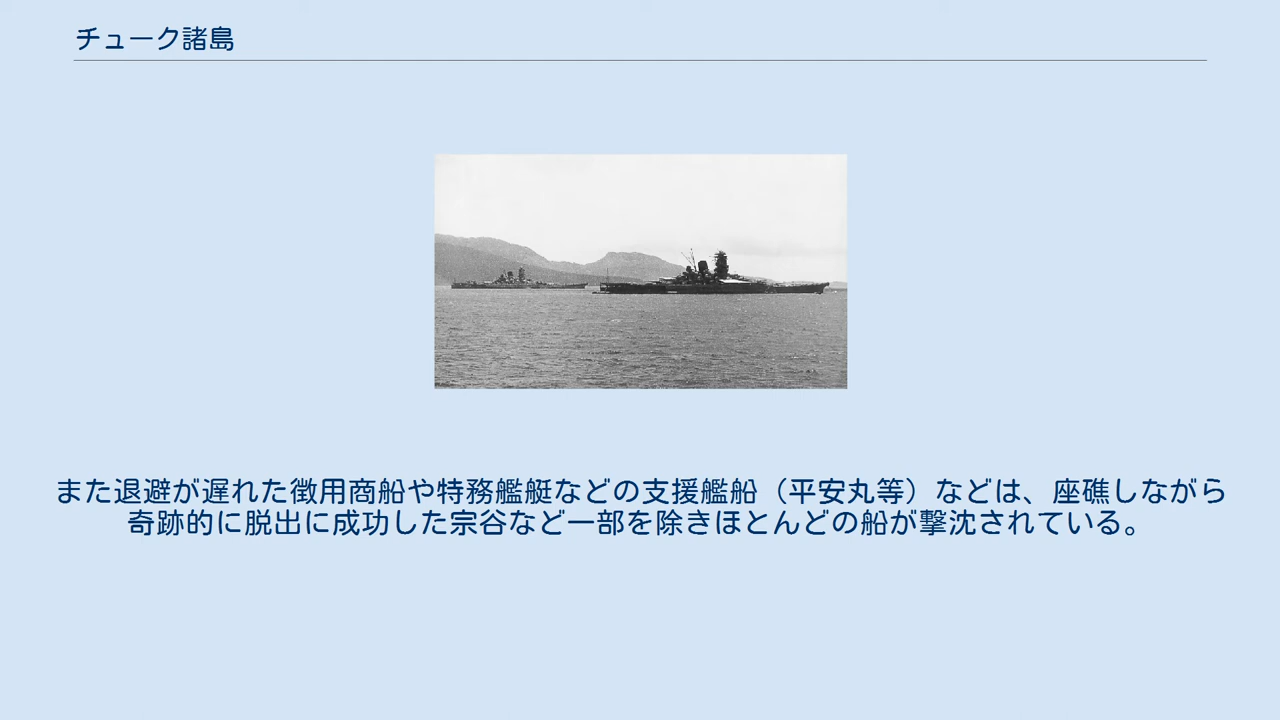 チューク諸島
また退避が遅れた徴用商船や特務艦艇などの支援艦船（平安丸等）などは、座礁しながら
奇跡的に脱出に成功した宗谷など一部を除きほとんどの船が撃沈されている。